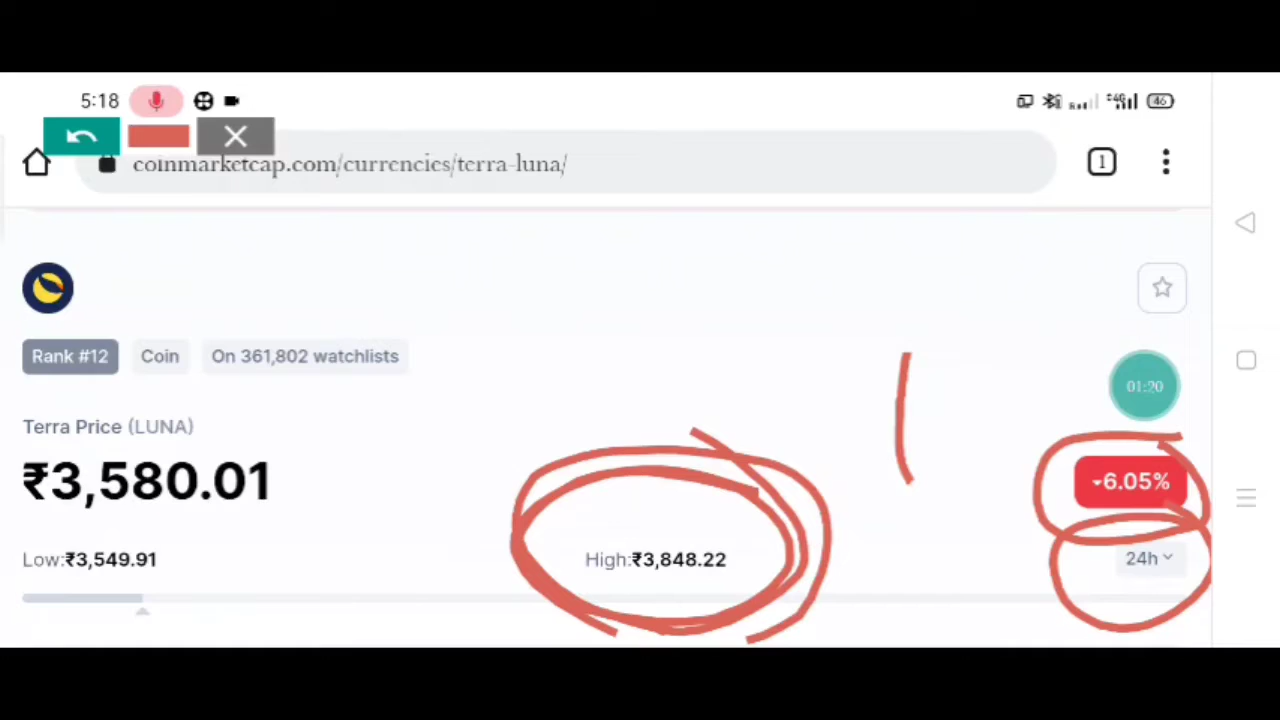 5:18
46
coinmarketcap.com/currencies/terra-luna/
1
Rank #12 Coin On 361,802 watchlists
01:20
Terra Price (LUNA)
₹3,580.01
6.05%
Low:₹3,549.91 High:₹3,848.22 24h